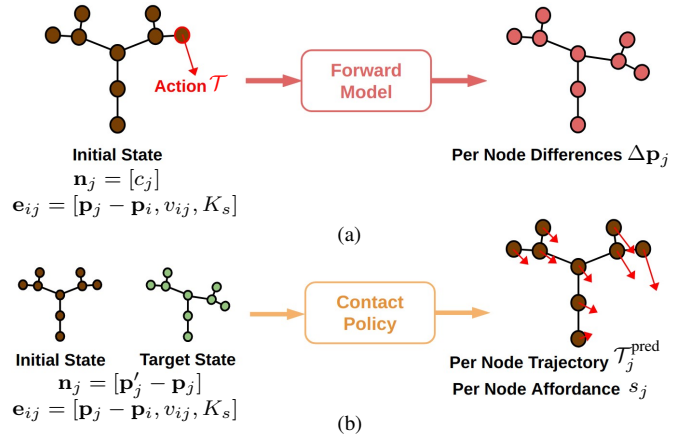 Action 𝒯
Forward
Model
Initial State
Per Node Differences Δp_j
n_j = [c_j]
e_ij = [p_j − p_i, v_ij, K_s]
(a)
Contact
Policy
Initial State Target State
Per Node Trajectory 𝒯_j^pred
n_j = [p′_j − p_j]
Per Node Affordance s_j
e_ij = [p_j − p_i, v_ij, K_s]
(b)